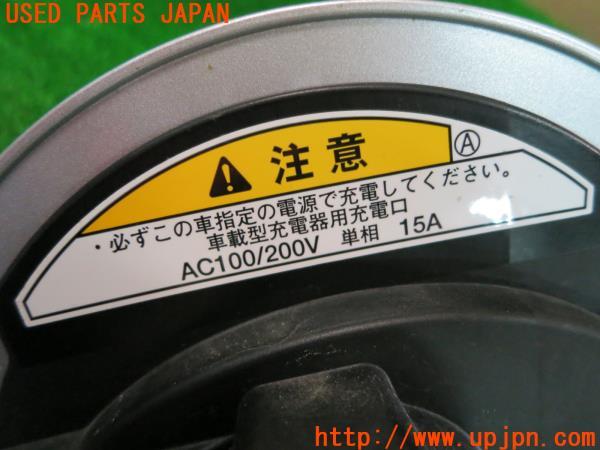 USED PARTS JAPAN
注意
Ⓐ
・必ずこの車指定の電源で充電してください。
車載型充電器用充電口
AC100/200V 単相 15A
http://www.upjpn.com